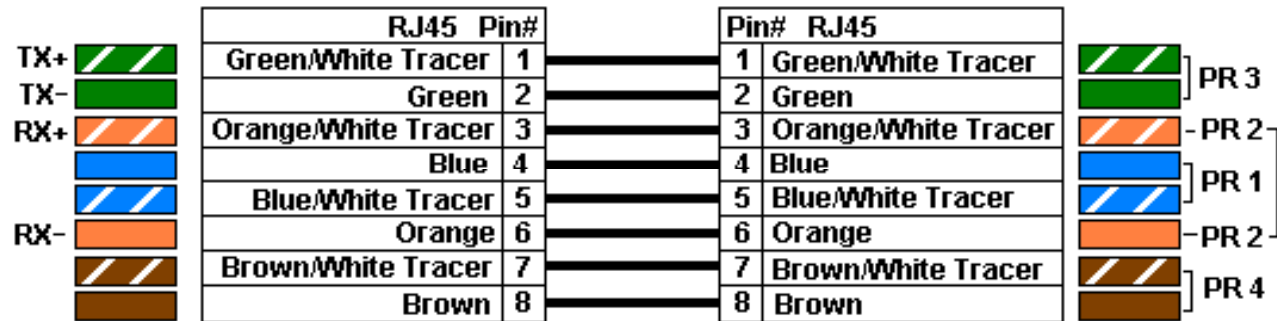 RJ45 Pin# Pin# RJ45
TX+ Green/White Tracer 1 1 Green/White Tracer
PR 3
TX- Green 2 2 Green
RX+ Orange/White Tracer 3 3 Orange/White Tracer PR 2
Blue 4 4 Blue
PR 1
Blue/White Tracer 5 5 Blue/White Tracer
RX- Orange 6 6 Orange PR 2
Brown/White Tracer 7 7 Brown/White Tracer
PR 4
Brown 8 8 Brown